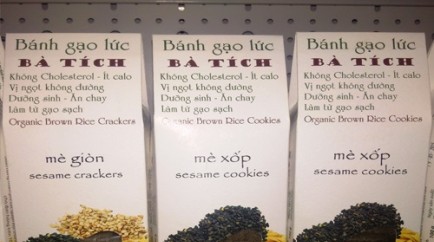 Bánh gạo lức
BÀ TÍCH
Không Cholesterol - Ít calo
Vị ngọt không đường
Dưỡng sinh - Ăn chay
Làm từ gạo sạch
Organic Brown Rice Crackers
mè giòn
sesame crackers
Bánh gạo lức
BÀ TÍCH
Không Cholesterol - Ít calo
Vị ngọt không đường
Dưỡng sinh - Ăn chay
Làm từ gạo sạch
Organic Brown Rice Cookies
mè xốp
sesame cookies
Bánh gạo lức
BÀ TÍCH
Không Cholesterol - Ít calo
Vị ngọt không đường
Dưỡng sinh - Ăn chay
Làm từ gạo sạch
Organic Brown Rice Cookies
mè xốp
sesame cookies